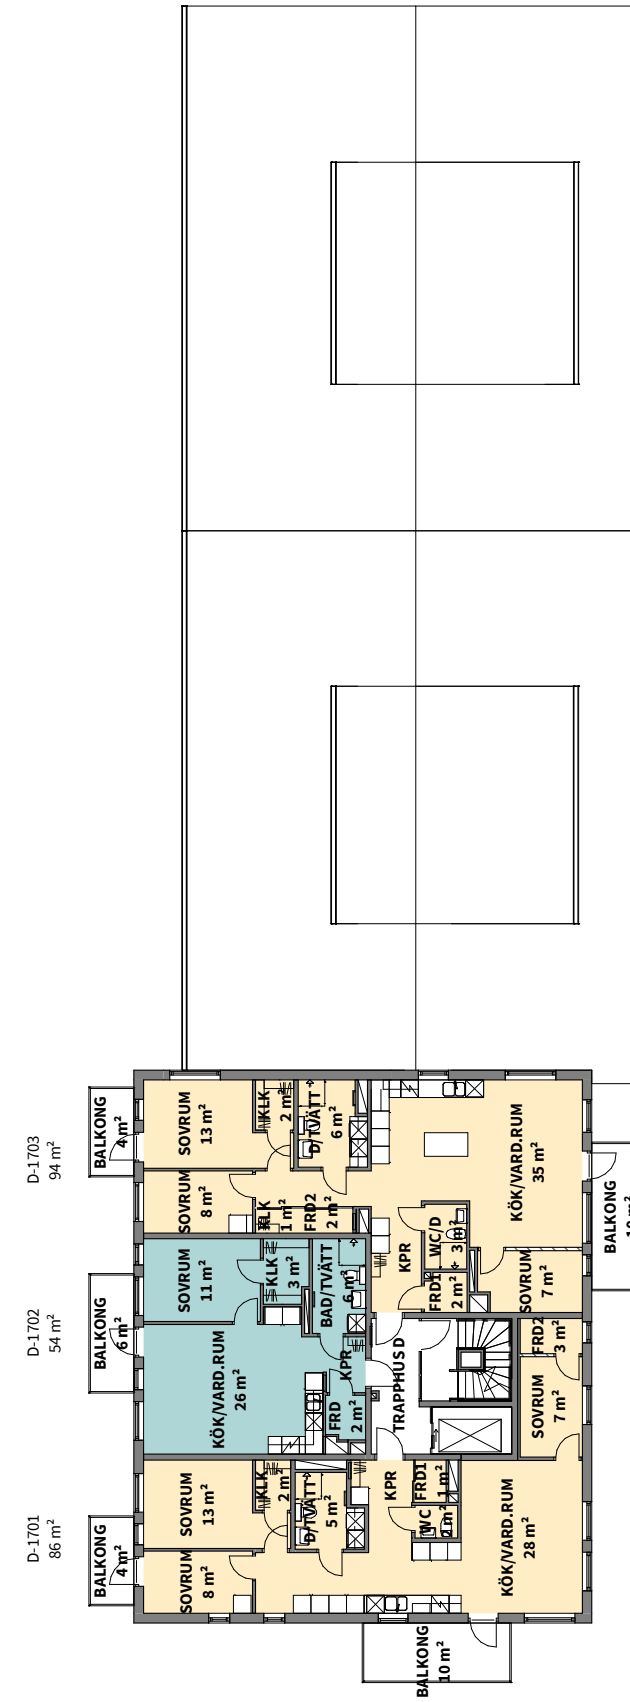 D-1703
94 m²
BALKONG
4 m²
SOVRUM
13 m²
KLK
2 m²
D/TVÄTT
6 m²
KÖK/VARD.RUM
35 m²
BALKONG
10 m²
SOVRUM
8 m²
KLK
1 m²
FRD2
2 m²
KPR
WC/D
3 m²
FRD1
2 m²
SOVRUM
7 m²
D-1702
54 m²
BALKONG
6 m²
SOVRUM
11 m²
KLK
3 m²
BAD/TVÄTT
6 m²
KÖK/VARD.RUM
26 m²
KPR
FRD
2 m²
TRAPPHUS D
FRD2
3 m²
SOVRUM
7 m²
D-1701
86 m²
BALKONG
4 m²
SOVRUM
13 m²
KLK
2 m²
D/TVÄTT
5 m²
KPR
FRD1
1 m²
WC
2 m²
KÖK/VARD.RUM
28 m²
SOVRUM
8 m²
BALKONG
10 m²